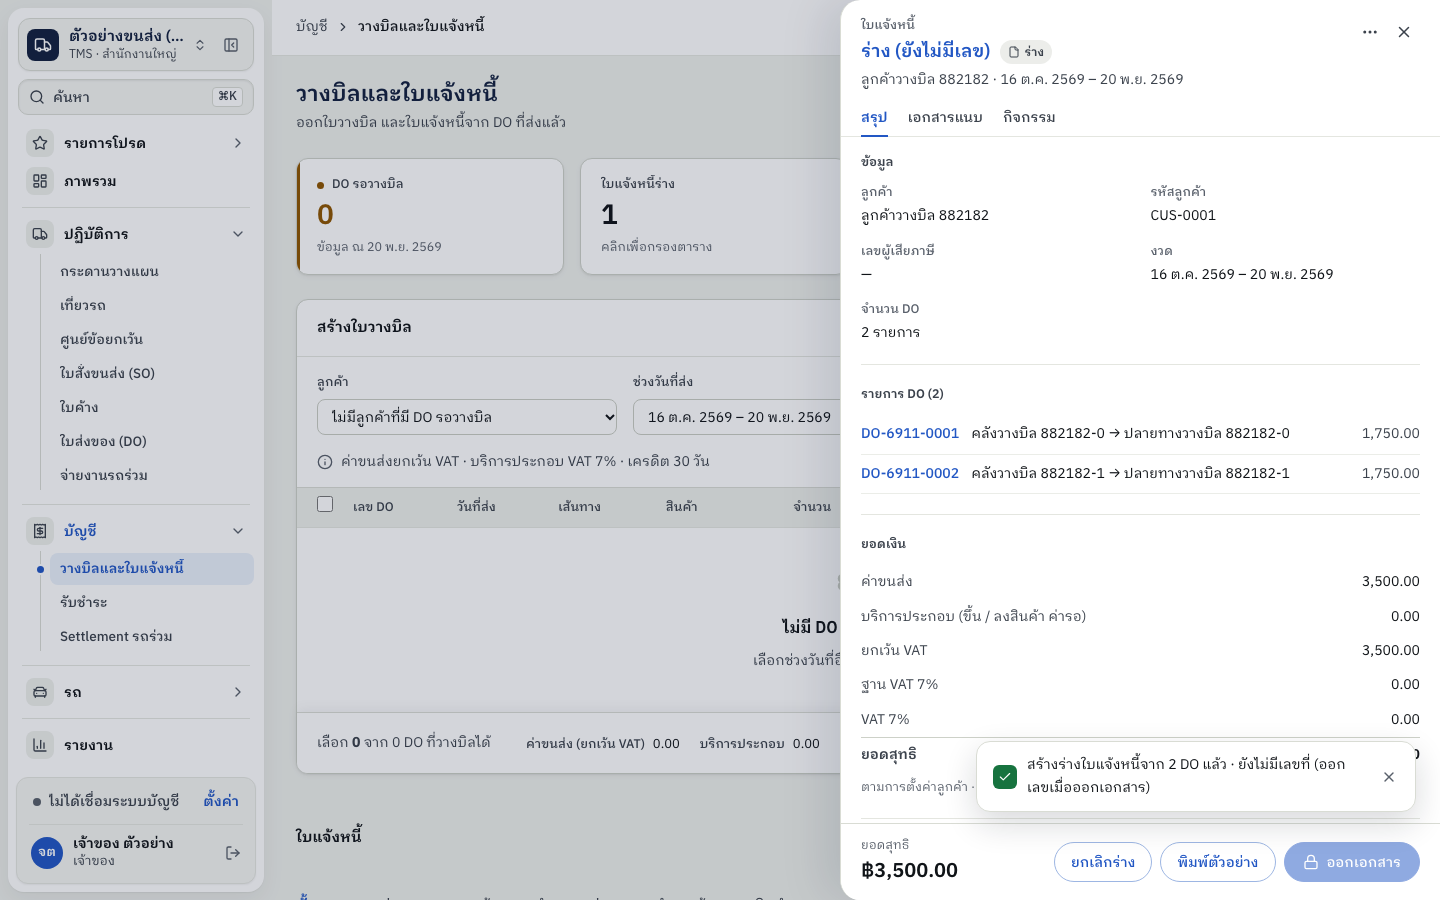 ตัวอย่างขนส่ง (...
TMS · สำนักงานใหญ่
ค้นหา
⌘K
รายการโปรด
ภาพรวม
ปฏิบัติการ
กระดานวางแผน
เที่ยวรถ
ศูนย์ข้อยกเว้น
ใบสั่งขนส่ง (SO)
ใบค้าง
ใบส่งของ (DO)
จ่ายงานรถร่วม
บัญชี
วางบิลและใบแจ้งหนี้
รับชำระ
Settlement รถร่วม
รถ
รายงาน
ไม่ได้เชื่อมระบบบัญชี ตั้งค่า
จต
เจ้าของ ตัวอย่าง
เจ้าของ
บัญชี > วางบิลและใบแจ้งหนี้
วางบิลและใบแจ้งหนี้
ออกใบวางบิล และใบแจ้งหนี้จาก DO ที่ส่งแล้ว
DO รอวางบิล
0
ข้อมูล ณ 20 พ.ย. 2569
ใบแจ้งหนี้ร่าง
1
คลิกเพื่อกรองตาราง
สร้างใบวางบิล
ลูกค้า ช่วงวันที่ส่ง
ไม่มีลูกค้าที่มี DO รอวางบิล 16 ต.ค. 2569 – 20 พ.ย. 2569
ค่าขนส่งยกเว้น VAT · บริการประกอบ VAT 7% · เครดิต 30 วัน
เลข DO วันที่ส่ง เส้นทาง สินค้า จำนวน
ไม่มี DO
เลือกช่วงวันที่
เลือก 0 จาก 0 DO ที่วางบิลได้ ค่าขนส่ง (ยกเว้น VAT) 0.00 บริการประกอบ 0.00
ใบแจ้งหนี้
ใบแจ้งหนี้
ร่าง (ยังไม่มีเลข) ร่าง
ลูกค้าวางบิล 882182 · 16 ต.ค. 2569 – 20 พ.ย. 2569
สรุป เอกสารแนบ กิจกรรม
ข้อมูล
ลูกค้า รหัสลูกค้า
ลูกค้าวางบิล 882182 CUS-0001
เลขผู้เสียภาษี งวด
— 16 ต.ค. 2569 – 20 พ.ย. 2569
จำนวน DO
2 รายการ
รายการ DO (2)
DO-6911-0001 คลังวางบิล 882182-0 → ปลายทางวางบิล 882182-0 1,750.00
DO-6911-0002 คลังวางบิล 882182-1 → ปลายทางวางบิล 882182-1 1,750.00
ยอดเงิน
ค่าขนส่ง 3,500.00
บริการประกอบ (ขึ้น / ลงสินค้า ค่ารอ) 0.00
ยกเว้น VAT 3,500.00
ฐาน VAT 7% 0.00
VAT 7% 0.00
ยอดสุทธิ
ตามการตั้งค่าลูกค้า ·
สร้างร่างใบแจ้งหนี้จาก 2 DO แล้ว · ยังไม่มีเลขที่ (ออก
เลขเมื่อออกเอกสาร)
ยอดสุทธิ
฿3,500.00
ยกเลิกร่าง พิมพ์ตัวอย่าง ออกเอกสาร